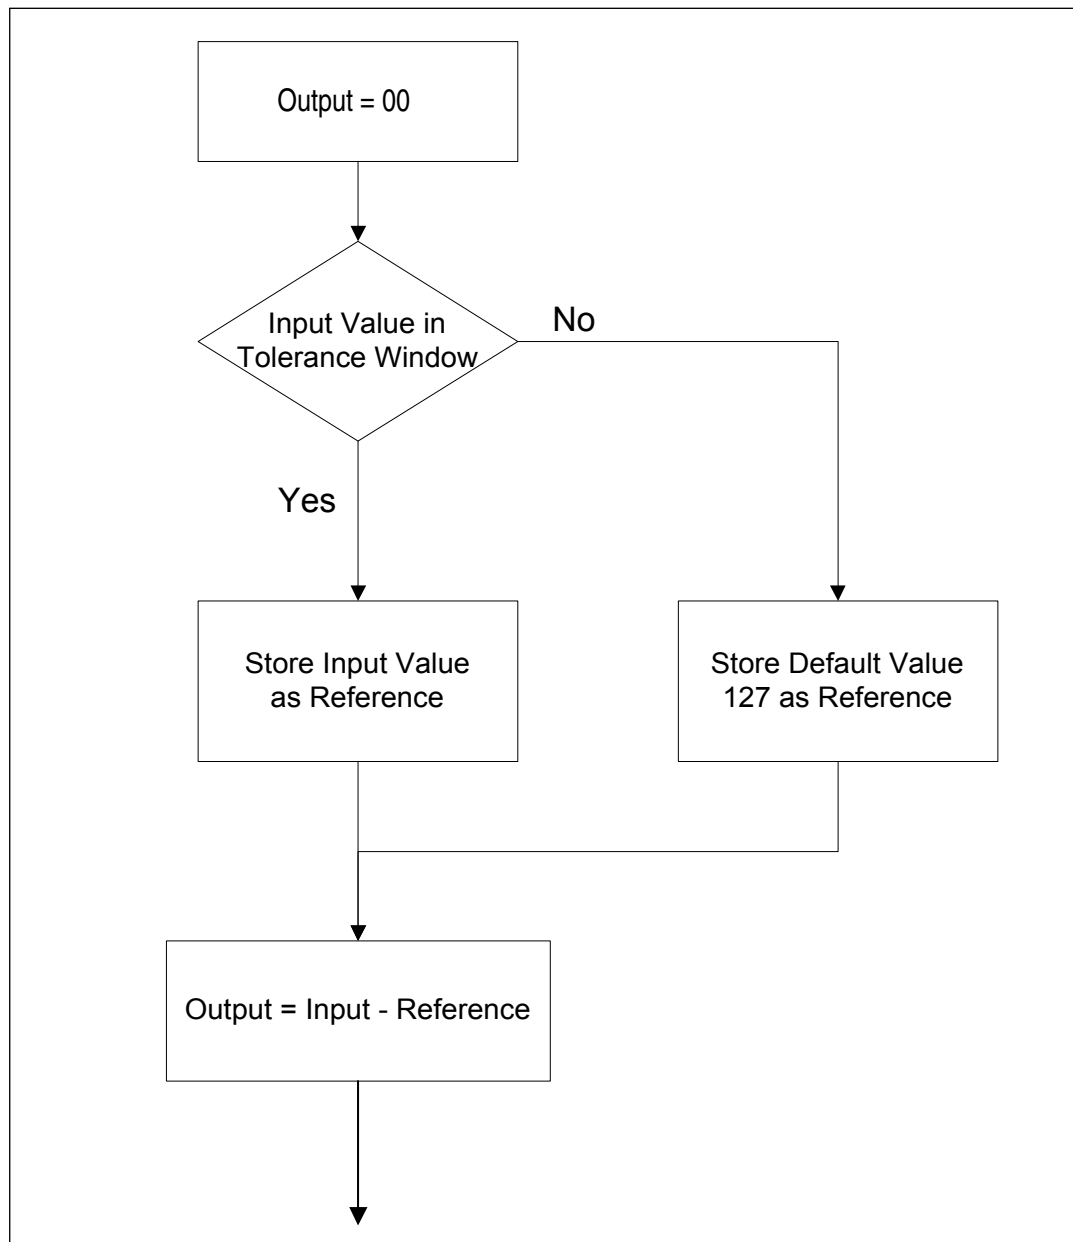 Output = 00
Input Value in
Tolerance Window
No
Yes
Store Input Value
as Reference
Store Default Value
127 as Reference
Output = Input - Reference